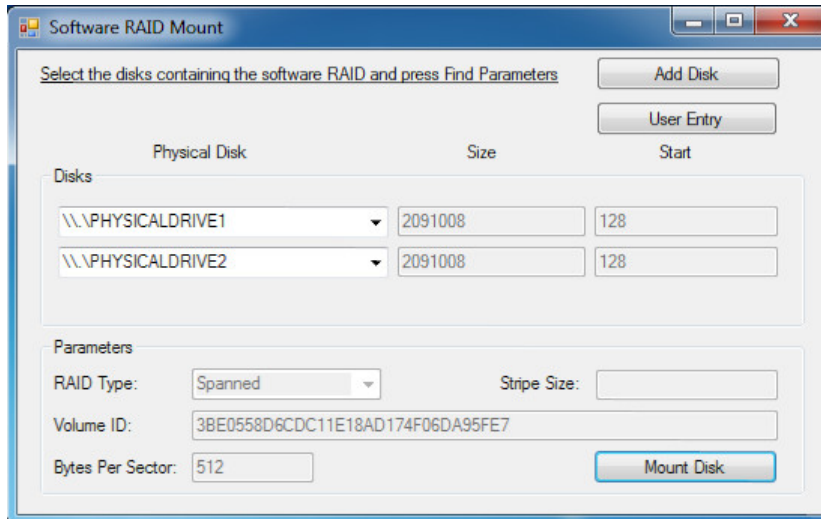 Software RAID Mount
Select the disks containing the software RAID and press Find Parameters
Add Disk
User Entry
Physical Disk Size Start
Disks
\\.\PHYSICALDRIVE1 2091008 128
\\.\PHYSICALDRIVE2 2091008 128
Parameters
RAID Type: Spanned Stripe Size:
Volume ID: 3BE0558D6CDC11E18AD174F06DA95FE7
Bytes Per Sector: 512 Mount Disk